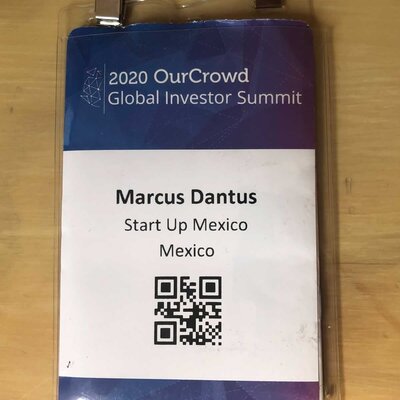 2020 OurCrowd
Global Investor Summit
Marcus Dantus
Start Up Mexico
Mexico